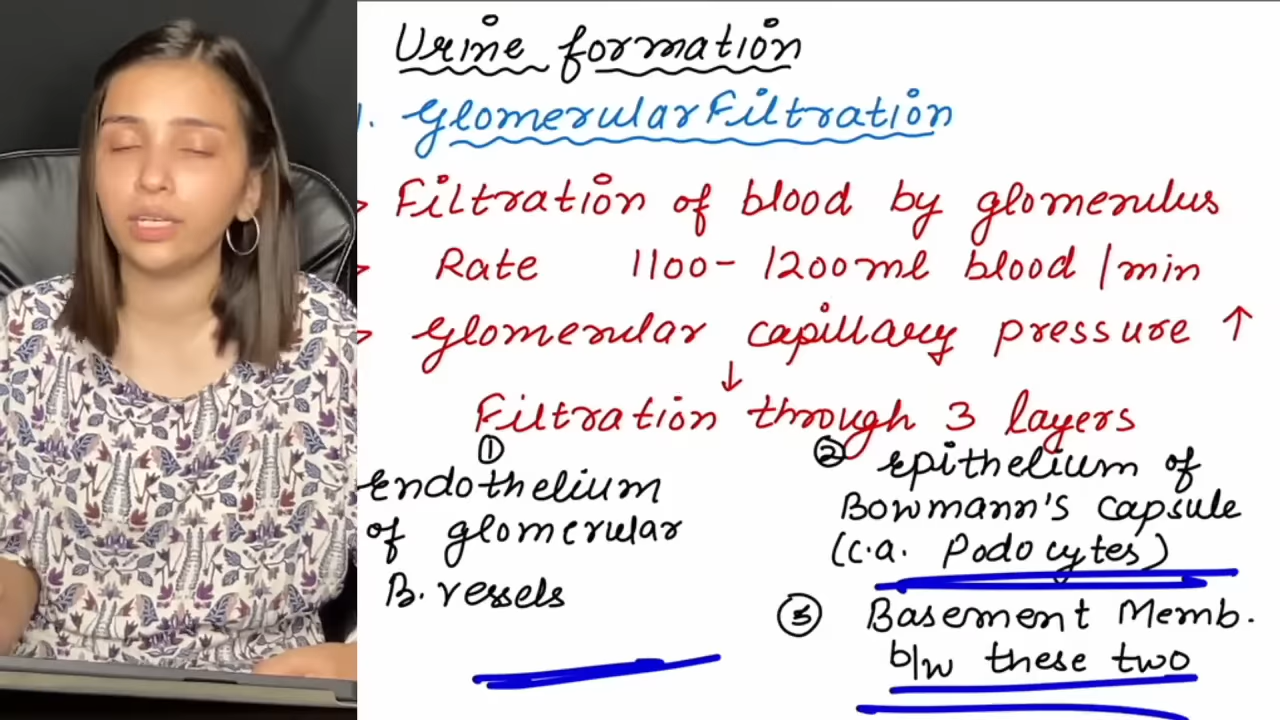 Urine formation
1. Glomerular Filtration
> Filtration of blood by glomerulus
> Rate 1100-1200ml blood/min
> Glomerular capillary pressure ↑
↓
Filtration through 3 layers
①
Endothelium
of glomerular
B. vessels
②
epithelium of
Bowmann's capsule
(c.a. Podocytes)
③ Basement Memb.
b/w these two